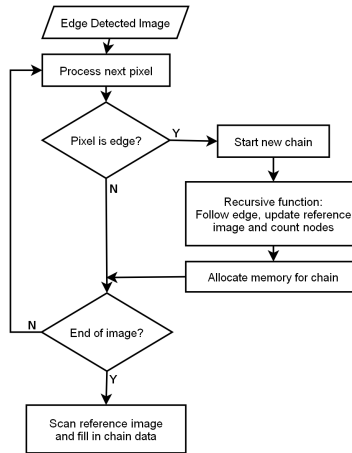 Edge Detected Image
Process next pixel
Pixel is edge?
Y
Start new chain
N
Recursive function:
Follow edge, update reference
image and count nodes
Allocate memory for chain
End of image?
N
Y
Scan reference image
and fill in chain data